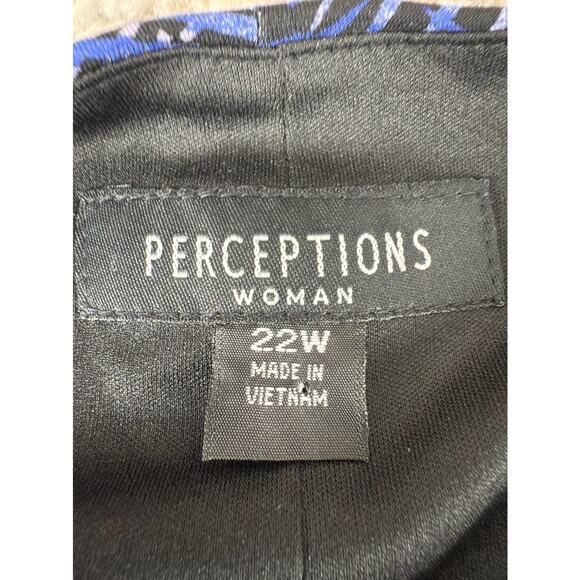 PERCEPTIONS
WOMAN
22W
MADE IN
VIETNAM